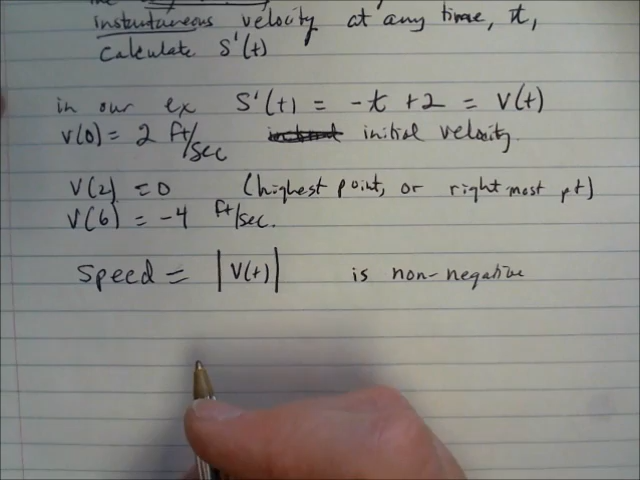 instantaneous velocity at any time, t,
calculate S'(t)
in our ex S'(t) = -t + 2 = V(t)
V(0) = 2 ft/sec initial velocity.
V(2) = 0 (highest point, or right-most pt)
V(6) = -4 ft/sec.
Speed = |V(t)| is non-negative